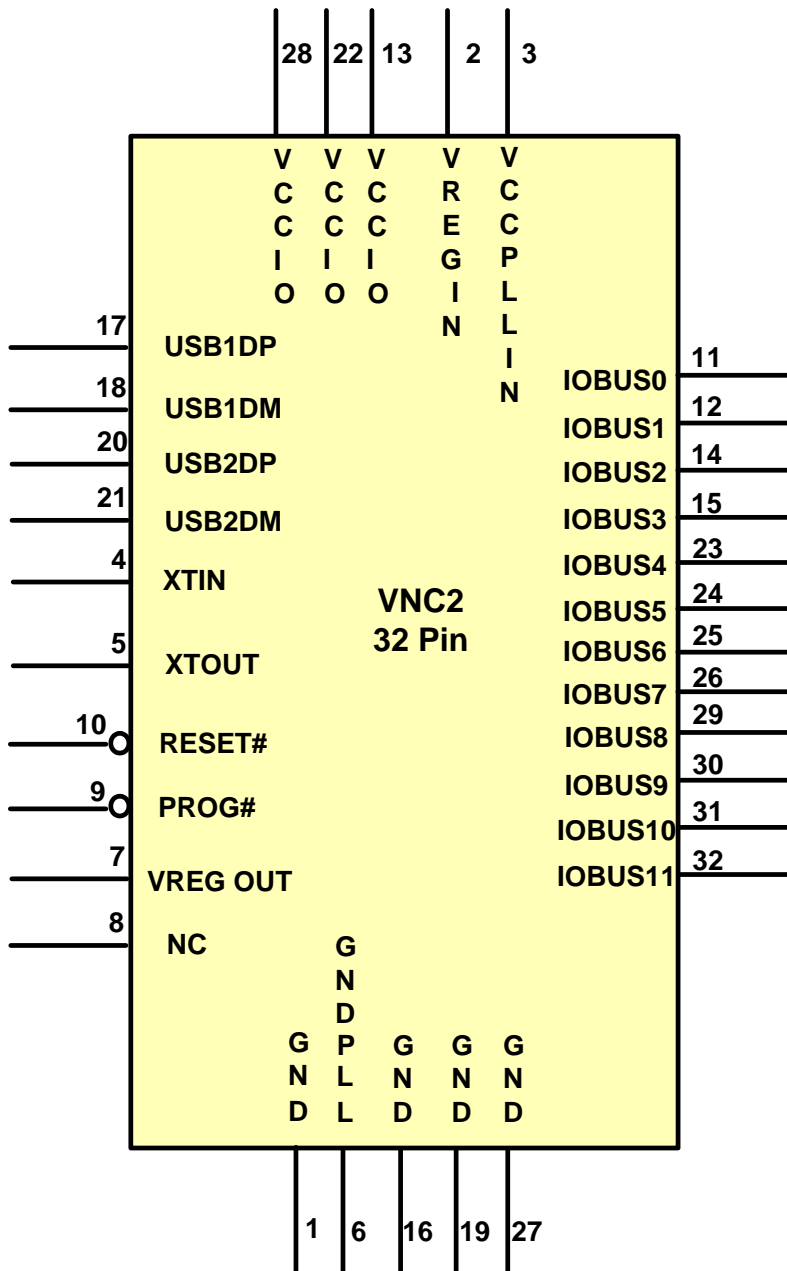 28 22 13 2 3
VCCIO VCCIO VCCIO VREGIN VCCPLLIN
17 USB1DP
18 USB1DM
20 USB2DP
21 USB2DM
4 XTIN
5 XTOUT
10 RESET#
9 PROG#
7 VREG OUT
8 NC
VNC2
32 Pin
IOBUS0 11
IOBUS1 12
IOBUS2 14
IOBUS3 15
IOBUS4 23
IOBUS5 24
IOBUS6 25
IOBUS7 26
IOBUS8 29
IOBUS9 30
IOBUS10 31
IOBUS11 32
GND GNDPLL GND GND GND
1 6 16 19 27